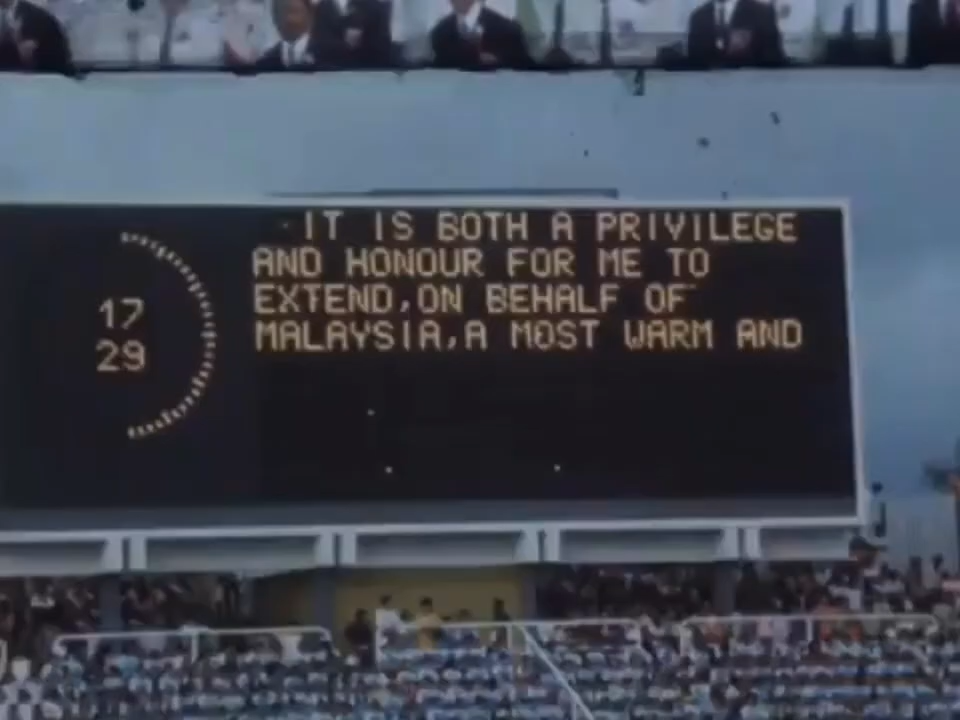 17
29
IT IS BOTH A PRIVILEGE
AND HONOUR FOR ME TO
EXTEND,ON BEHALF OF
MALAYSIA,A MOST WARM AND